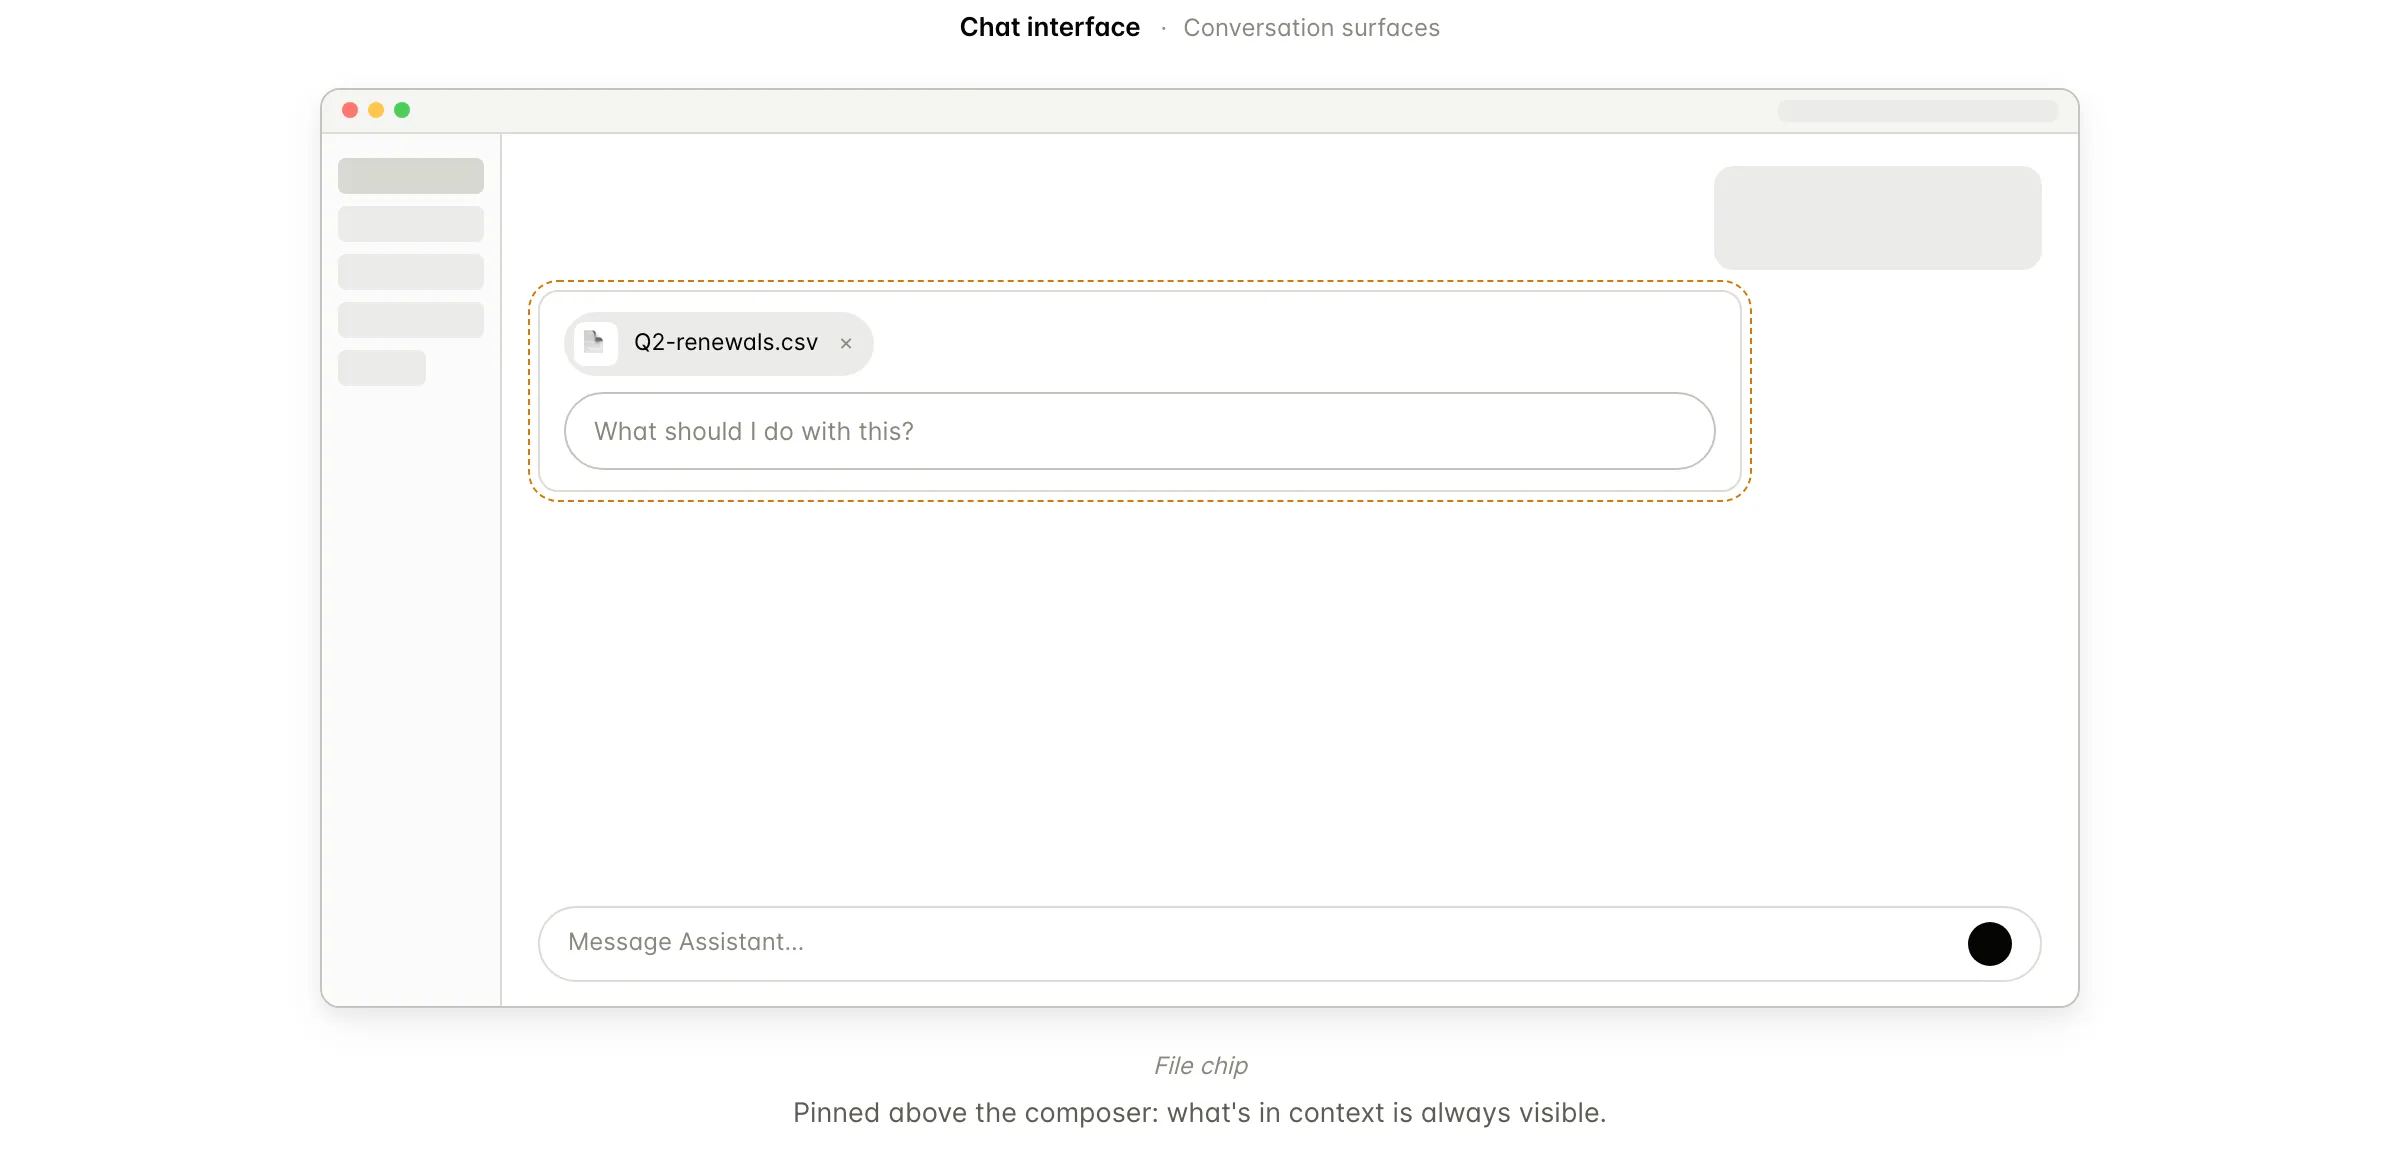 Chat interface · Conversation surfaces
Q2-renewals.csv ×
What should I do with this?
Message Assistant...
File chip
Pinned above the composer: what's in context is always visible.